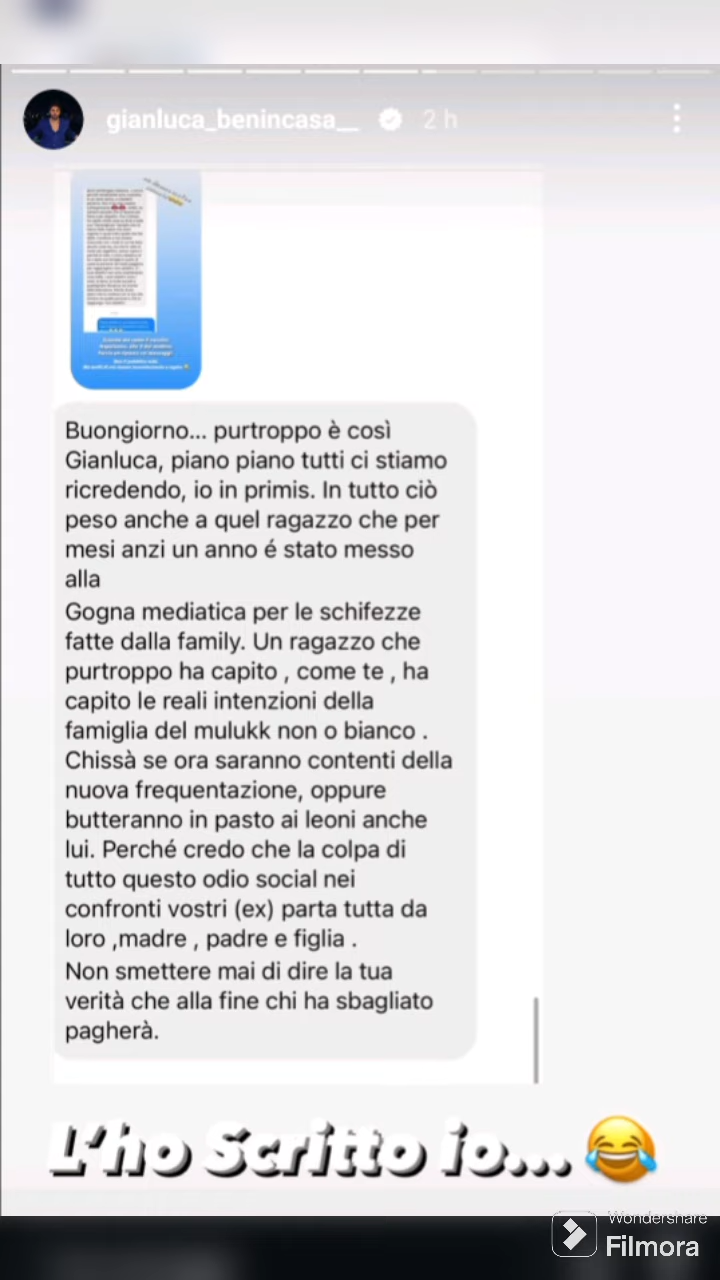 gianluca_benincasa__ 2 h
Buongiorno... purtroppo è così
Gianluca, piano piano tutti ci stiamo
ricredendo, io in primis. In tutto ciò
peso anche a quel ragazzo che per
mesi anzi un anno é stato messo
alla
Gogna mediatica per le schifezze
fatte dalla family. Un ragazzo che
purtroppo ha capito , come te , ha
capito le reali intenzioni della
famiglia del mulukk non o bianco .
Chissà se ora saranno contenti della
nuova frequentazione, oppure
butteranno in pasto ai leoni anche
lui. Perché credo che la colpa di
tutto questo odio social nei
confronti vostri (ex) parta tutta da
loro ,madre , padre e figlia .
Non smettere mai di dire la tua
verità che alla fine chi ha sbagliato
pagherà.
L'ho Scritto io... 😂
Wondershare
Filmora